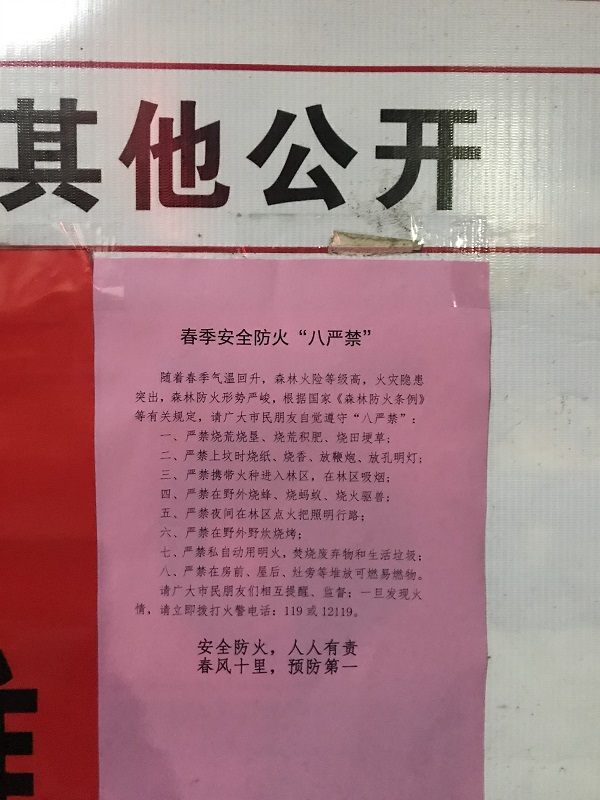 其他公开
春季安全防火“八严禁”
随着春季气温回升，森林火险等级高，火灾隐患
突出，森林防火形势严峻，根据国家《森林防火条例》
等有关规定，请广大市民朋友自觉遵守“八严禁”：
一、严禁烧荒烧垦、烧荒积肥、烧田埂草；
二、严禁上坟时烧纸、烧香、放鞭炮、放孔明灯；
三、严禁携带火种进入林区，在林区吸烟；
四、严禁在野外烧蜂、烧蚂蚁、烧火驱兽；
五、严禁夜间在林区点火把照明行路；
六、严禁在野外野炊烧烤；
七、严禁私自动用明火，焚烧废弃物和生活垃圾；
八、严禁在房前、屋后、灶旁等堆放可燃易燃物。
请广大市民朋友们相互提醒、监督；一旦发现火
情，请立即拨打火警电话：119 或 12119。
安全防火，人人有责
春风十里，预防第一